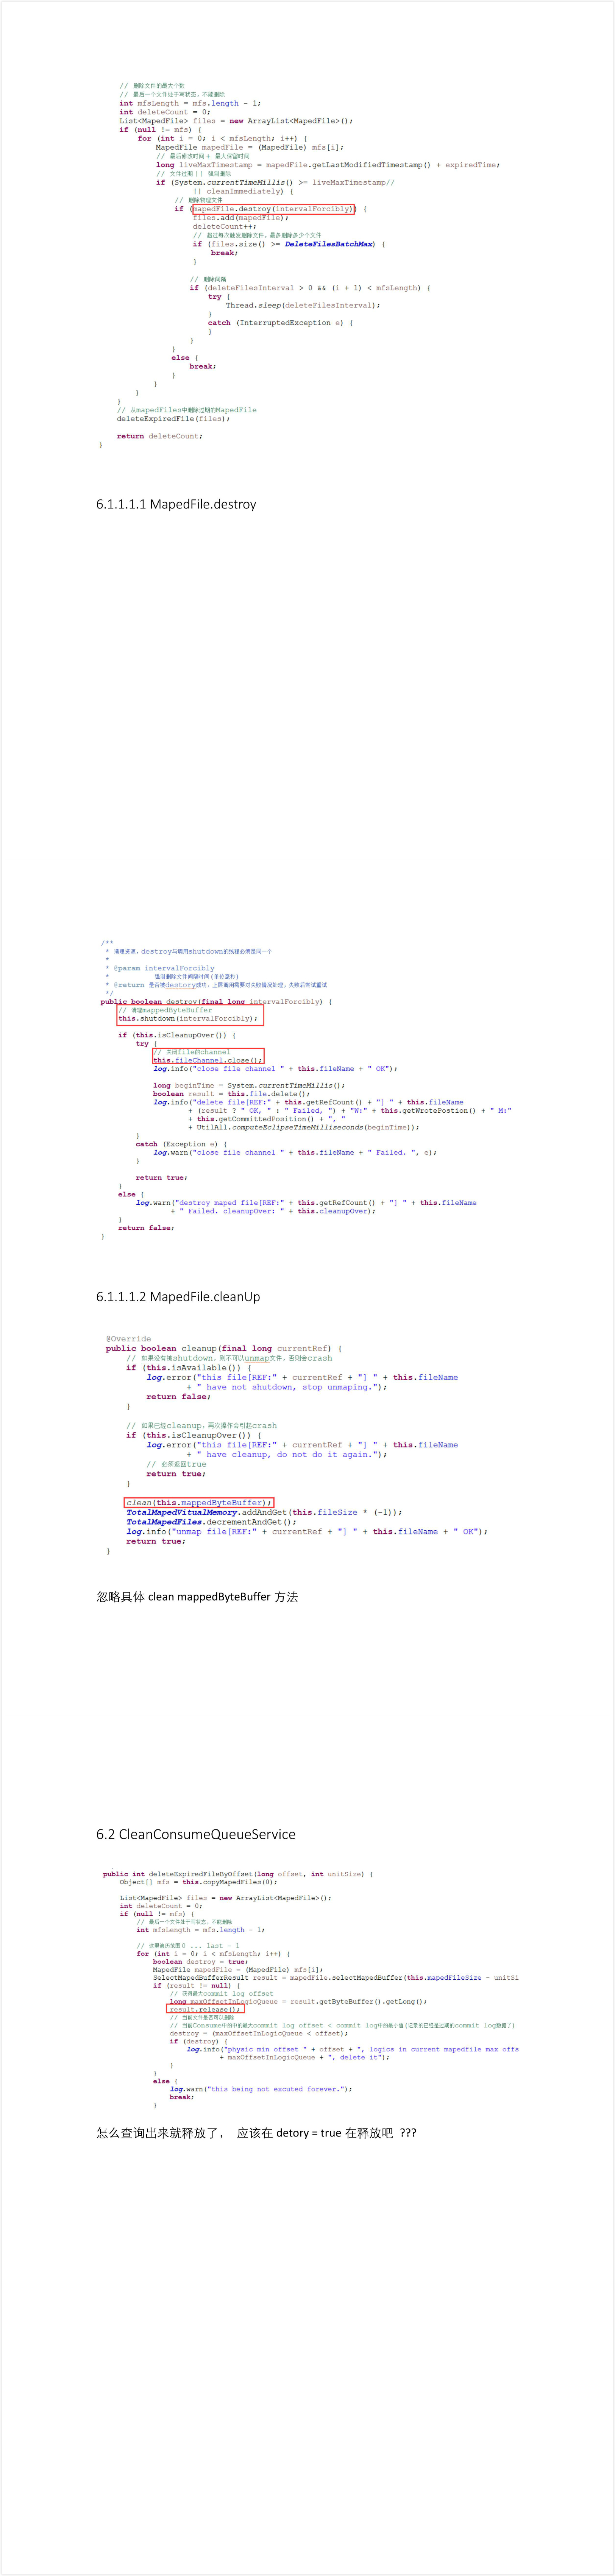 // 删除文件的最大个数
// 最后一个文件处于写状态，不能删除
int mfsLength = mfs.length - 1;
int deleteCount = 0;
List<MapedFile> files = new ArrayList<MapedFile>();
if (null != mfs) {
for (int i = 0; i < mfsLength; i++) {
MapedFile mapedFile = (MapedFile) mfs[i];
// 最后修改时间 + 最大保留时间
long liveMaxTimestamp = mapedFile.getLastModifiedTimestamp() + expiredTime;
// 文件过期 || 强制删除
if (System.currentTimeMillis() >= liveMaxTimestamp//
|| cleanImmediately) {
// 删除物理文件
if (mapedFile.destroy(intervalForcibly)) {
files.add(mapedFile);
deleteCount++;
// 超过每次触发删除文件，最多删除多少个文件
if (files.size() >= DeleteFilesBatchMax) {
break;
}
// 删除间隔
if (deleteFilesInterval > 0 && (i + 1) < mfsLength) {
try {
Thread.sleep(deleteFilesInterval);
}
catch (InterruptedException e) {
}
}
}
else {
break;
}
}
}
}
// 从mapedFiles中删除过期的MapedFile
deleteExpiredFile(files);
return deleteCount;
}
6.1.1.1.1 MapedFile.destroy
/**
* 清理资源，destroy与调用shutdown的线程必须是同一个
*
* @param intervalForcibly
* 强制删除文件间隔时间(单位毫秒)
* @return 是否被destory成功，上层调用需要对失败情况处理，失败后尝试重试
*/
public boolean destroy(final long intervalForcibly) {
// 清理mappedByteBuffer
this.shutdown(intervalForcibly);
if (this.isCleanupOver()) {
try {
// 关闭file的channel
this.fileChannel.close();
log.info("close file channel " + this.fileName + " OK");
long beginTime = System.currentTimeMillis();
boolean result = this.file.delete();
log.info("delete file[REF:" + this.getRefCount() + "] " + this.fileName
+ (result ? " OK, " : " Failed, ") + "W:" + this.getWrotePostion() + " M:"
+ this.getCommittedPosition() + ", "
+ UtilAll.computeEclipseTimeMilliseconds(beginTime));
}
catch (Exception e) {
log.warn("close file channel " + this.fileName + " Failed. ", e);
}
return true;
}
else {
log.warn("destroy maped file[REF:" + this.getRefCount() + "] " + this.fileName
+ " Failed. cleanupOver: " + this.cleanupOver);
}
return false;
}
6.1.1.1.2 MapedFile.cleanUp
@Override
public boolean cleanup(final long currentRef) {
// 如果没有被shutdown，则不可以unmap文件，否则会crash
if (this.isAvailable()) {
log.error("this file[REF:" + currentRef + "] " + this.fileName
+ " have not shutdown, stop unmaping.");
return false;
}
// 如果已经cleanup，再次操作会引起crash
if (this.isCleanupOver()) {
log.error("this file[REF:" + currentRef + "] " + this.fileName
+ " have cleanup, do not do it again.");
// 必须返回true
return true;
}
clean(this.mappedByteBuffer);
TotalMapedVitualMemory.addAndGet(this.fileSize * (-1));
TotalMapedFiles.decrementAndGet();
log.info("unmap file[REF:" + currentRef + "] " + this.fileName + " OK");
return true;
}
忽略具体 clean mappedByteBuffer 方法
6.2 CleanConsumeQueueService
public int deleteExpiredFileByOffset(long offset, int unitSize) {
Object[] mfs = this.copyMapedFiles(0);
List<MapedFile> files = new ArrayList<MapedFile>();
int deleteCount = 0;
if (null != mfs) {
// 最后一个文件处于写状态，不能删除
int mfsLength = mfs.length - 1;
// 这里遍历范围 0 ... last - 1
for (int i = 0; i < mfsLength; i++) {
boolean destroy = true;
MapedFile mapedFile = (MapedFile) mfs[i];
SelectMapedBufferResult result = mapedFile.selectMapedBuffer(this.mapedFileSize - unitSi
if (result != null) {
// 获得最大commit log offset
long maxOffsetInLogicQueue = result.getByteBuffer().getLong();
result.release();
// 当前文件是否可以删除
// 当前Consume中的中的最大commit log offset < commit log中的最小值(记录的已经是过期的commit log数据了)
destroy = (maxOffsetInLogicQueue < offset);
if (destroy) {
log.info("physic min offset " + offset + ", logics in current mapedfile max offs
+ maxOffsetInLogicQueue + ", delete it");
}
}
else {
log.warn("this being not excuted forever.");
break;
}
怎么查询出来就释放了， 应该在 detory = true 在释放吧 ???